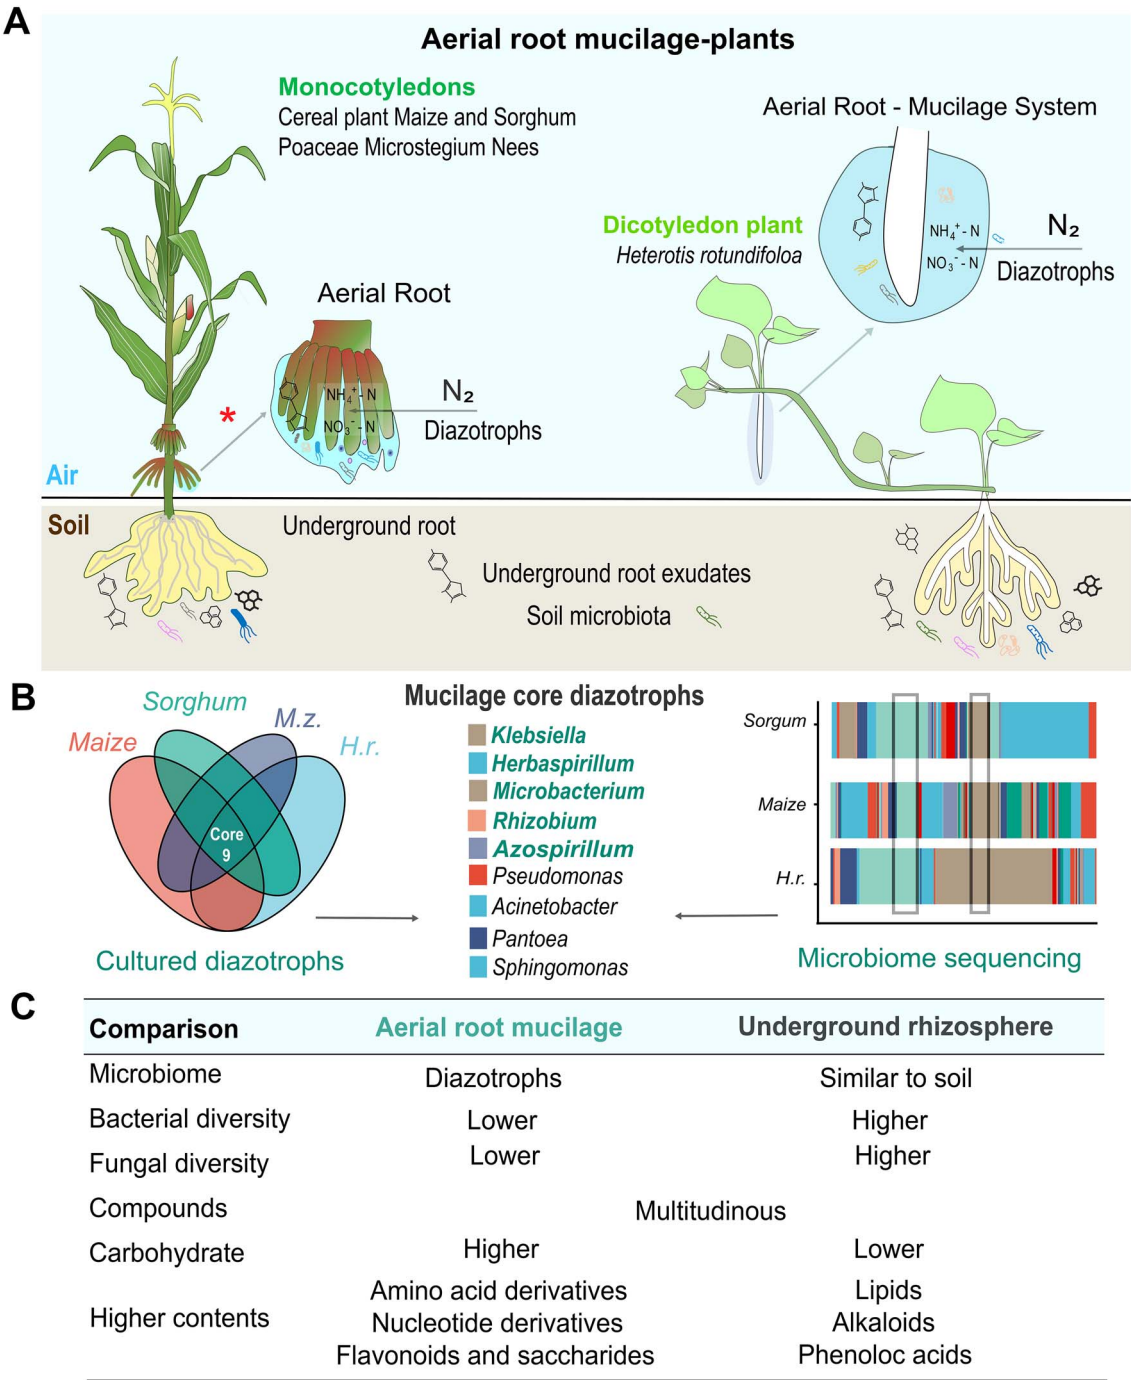 A
Aerial root mucilage-plants
Monocotyledons
Cereal plant Maize and Sorghum
Poaceae Microstegium Nees
Aerial Root - Mucilage System
Dicotyledon plant
Heterotis rotundifoloa
NH₄⁺ - N
NO₃⁻ - N
N₂
Diazotrophs
Aerial Root
NH₄⁺ - N
NO₃⁻ - N
N₂
Diazotrophs
*
Air
Soil
Underground root
Underground root exudates
Soil microbiota
B
Maize
Sorghum
M.z.
H.r.
Core
9
Cultured diazotrophs
Mucilage core diazotrophs
Klebsiella
Herbaspirillum
Microbacterium
Rhizobium
Azospirillum
Pseudomonas
Acinetobacter
Pantoea
Sphingomonas
Sorgum
Maize
H.r.
Microbiome sequencing
C
Comparison Aerial root mucilage Underground rhizosphere
Microbiome Diazotrophs Similar to soil
Bacterial diversity Lower Higher
Fungal diversity Lower Higher
Compounds Multitudinous
Carbohydrate Higher Lower
Higher contents
Amino acid derivatives Lipids
Nucleotide derivatives Alkaloids
Flavonoids and saccharides Phenoloc acids